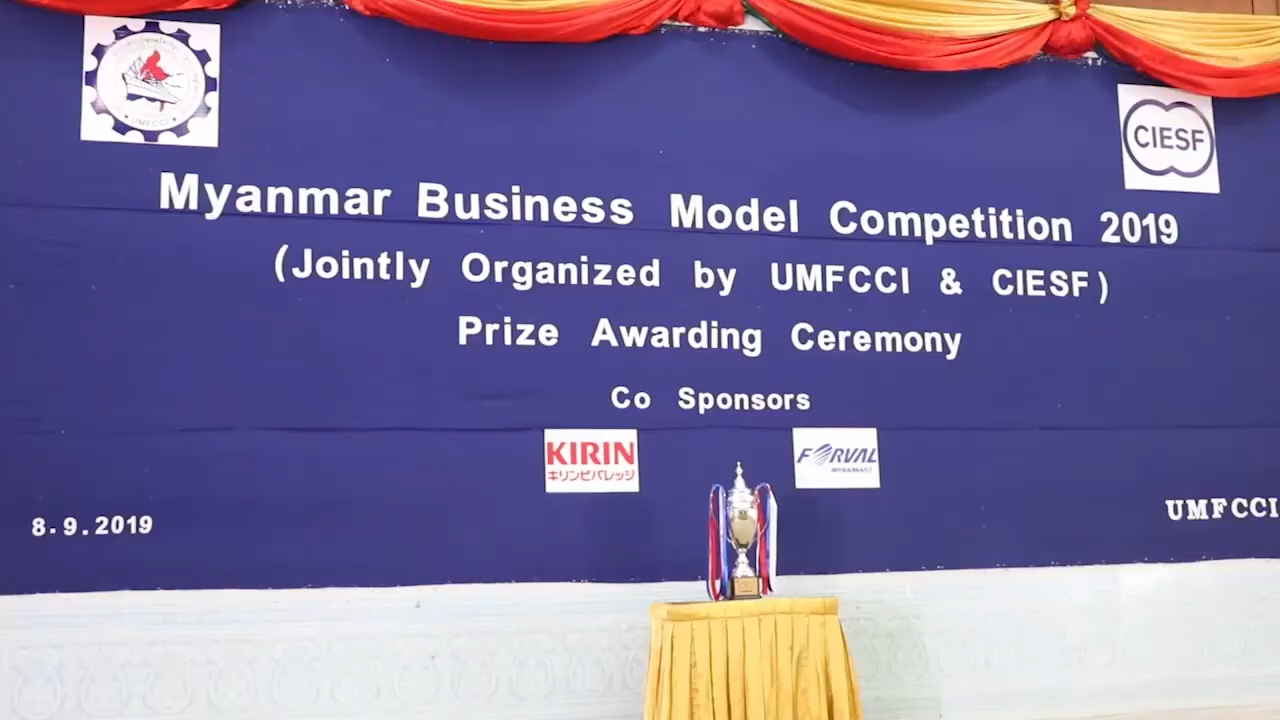 UMFCCI
CIESF
Myanmar Business Model Competition 2019
(Jointly Organized by UMFCCI & CIESF)
Prize Awarding Ceremony
Co Sponsors
KIRIN
キリンビバレッジ
FORVAL
MYANMAR
8.9.2019
UMFCCI